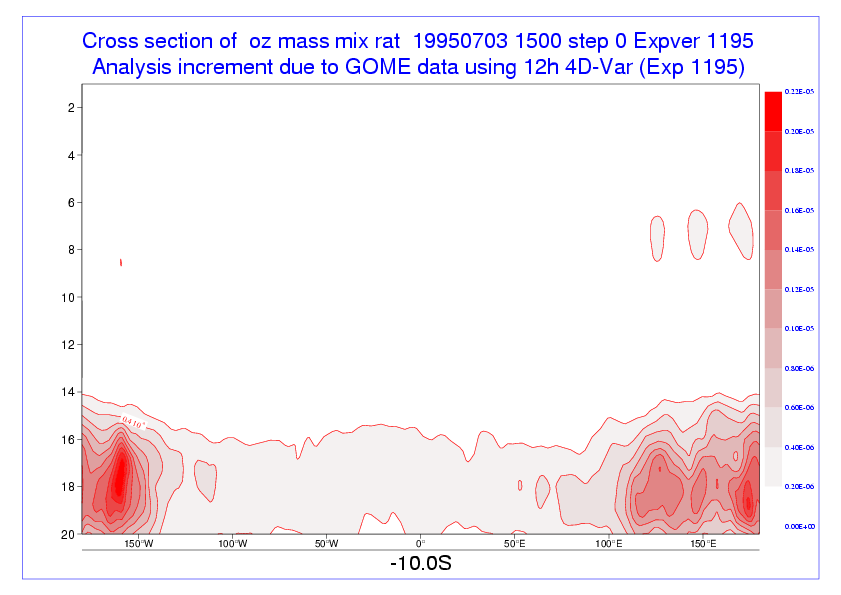 Cross section of oz mass mix rat 19950703 1500 step 0 Expver 1195
Analysis increment due to GOME data using 12h 4D-Var (Exp 1195)
2
4
6
8
10
12
14
16
18
20
150°W
100°W
50°W
0°
50°E
100°E
150°E
-10.0S
0.22E-05
0.20E-05
0.18E-05
0.16E-05
0.14E-05
0.12E-05
0.10E-05
0.80E-06
0.60E-06
0.40E-06
0.20E-06
0.00E+00